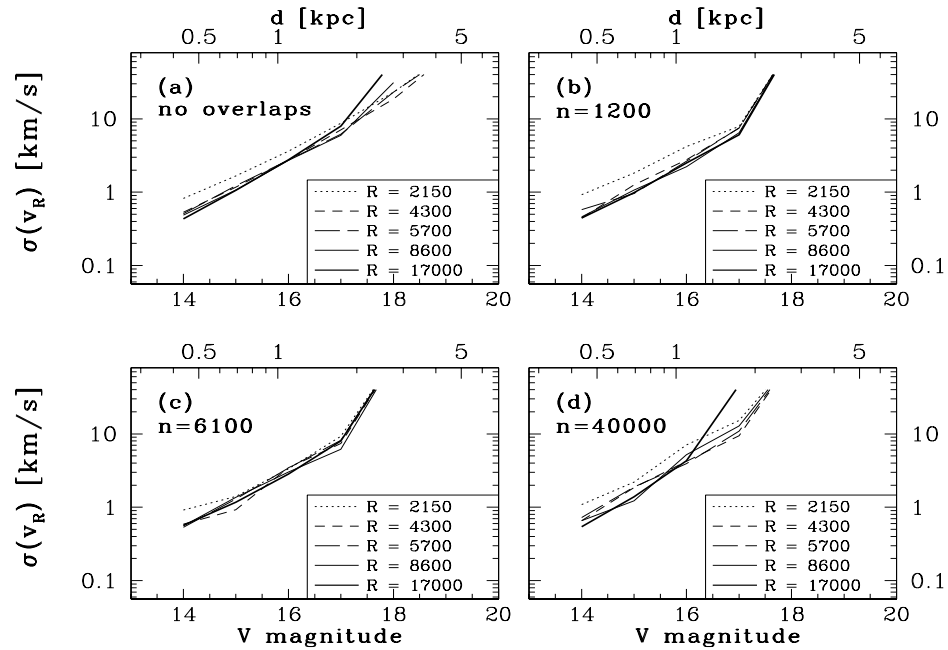 d [kpc]
d [kpc]
0.5 1 5
0.5 1 5
σ(v_R) [km/s]
10
1
0.1
(a)
no overlaps
R = 2150
R = 4300
R = 5700
R = 8600
R = 17000
14 16 18 20
(b)
n=1200
R = 2150
R = 4300
R = 5700
R = 8600
R = 17000
10
1
0.1
14 16 18 20
0.5 1 5
0.5 1 5
σ(v_R) [km/s]
10
1
0.1
(c)
n=6100
R = 2150
R = 4300
R = 5700
R = 8600
R = 17000
14 16 18 20
V magnitude
(d)
n=40000
R = 2150
R = 4300
R = 5700
R = 8600
R = 17000
10
1
0.1
14 16 18 20
V magnitude